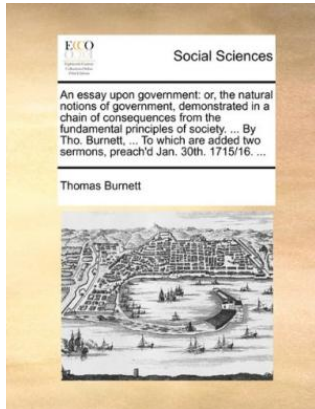 ECCO
Social Sciences
An essay upon government: or, the natural
notions of government, demonstrated in a
chain of consequences from the
fundamental principles of society. ... By
Tho. Burnett, ... To which are added two
sermons, preach'd Jan. 30th. 1715/16. ...
Thomas Burnett